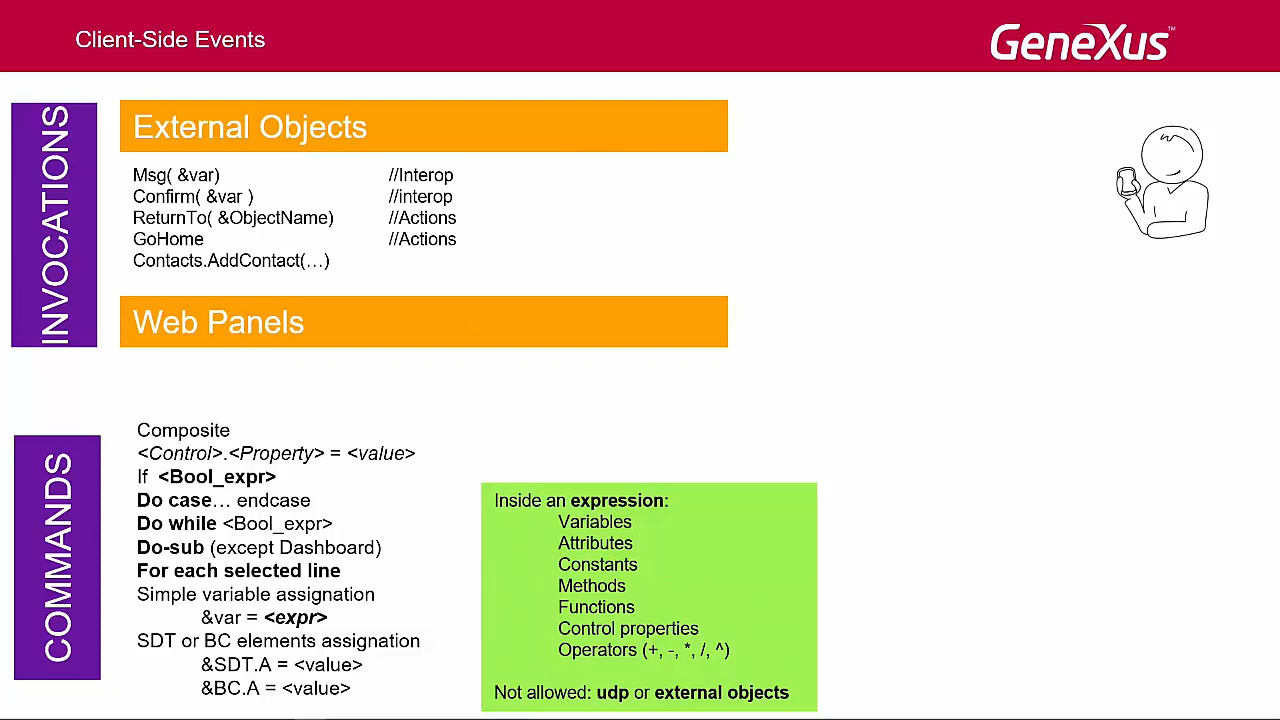 Client-Side Events
GeneXus™
INVOCATIONS
External Objects
Msg( &var) //Interop
Confirm( &var ) //interop
ReturnTo( &ObjectName) //Actions
GoHome //Actions
Contacts.AddContact(…)
Web Panels
COMMANDS
Composite
<Control>.<Property> = <value>
If <Bool_expr>
Do case… endcase
Do while <Bool_expr>
Do-sub (except Dashboard)
For each selected line
Simple variable assignation
&var = <expr>
SDT or BC elements assignation
&SDT.A = <value>
&BC.A = <value>
Inside an expression:
Variables
Attributes
Constants
Methods
Functions
Control properties
Operators (+, -, *, /, ^)
Not allowed: udp or external objects